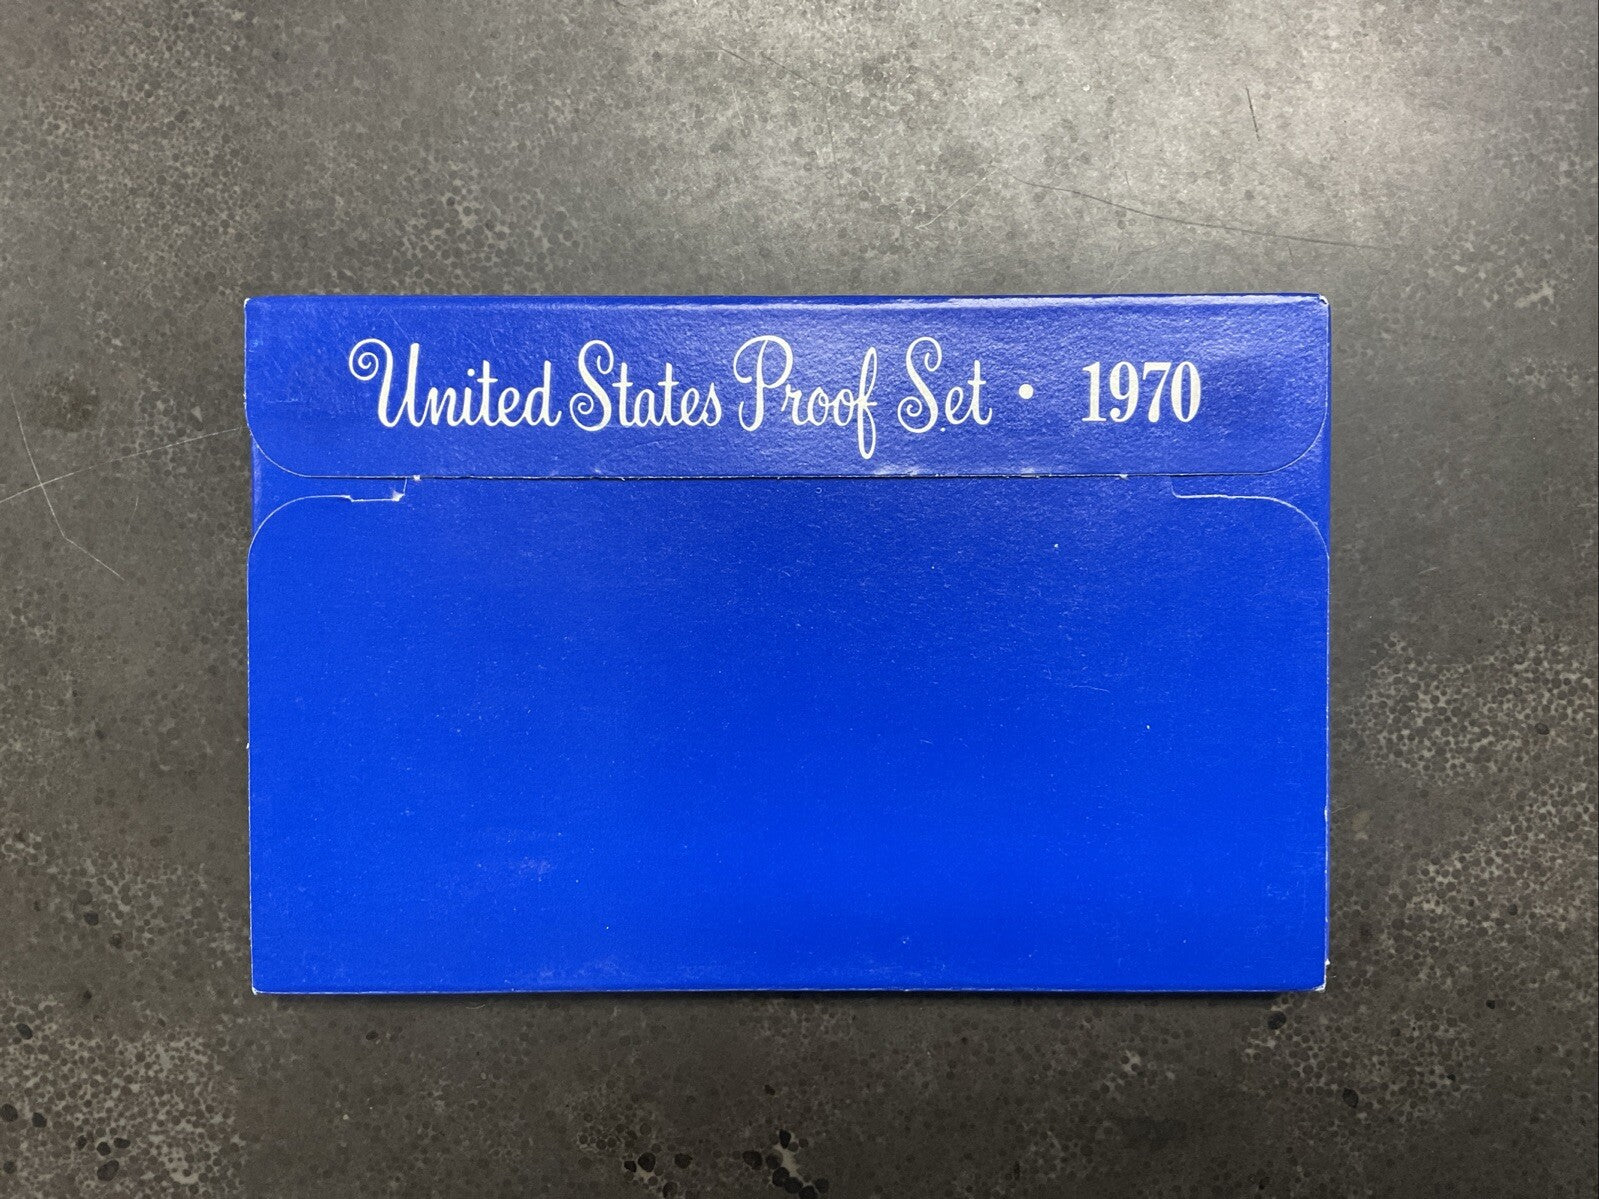 United States Proof Set • 1970